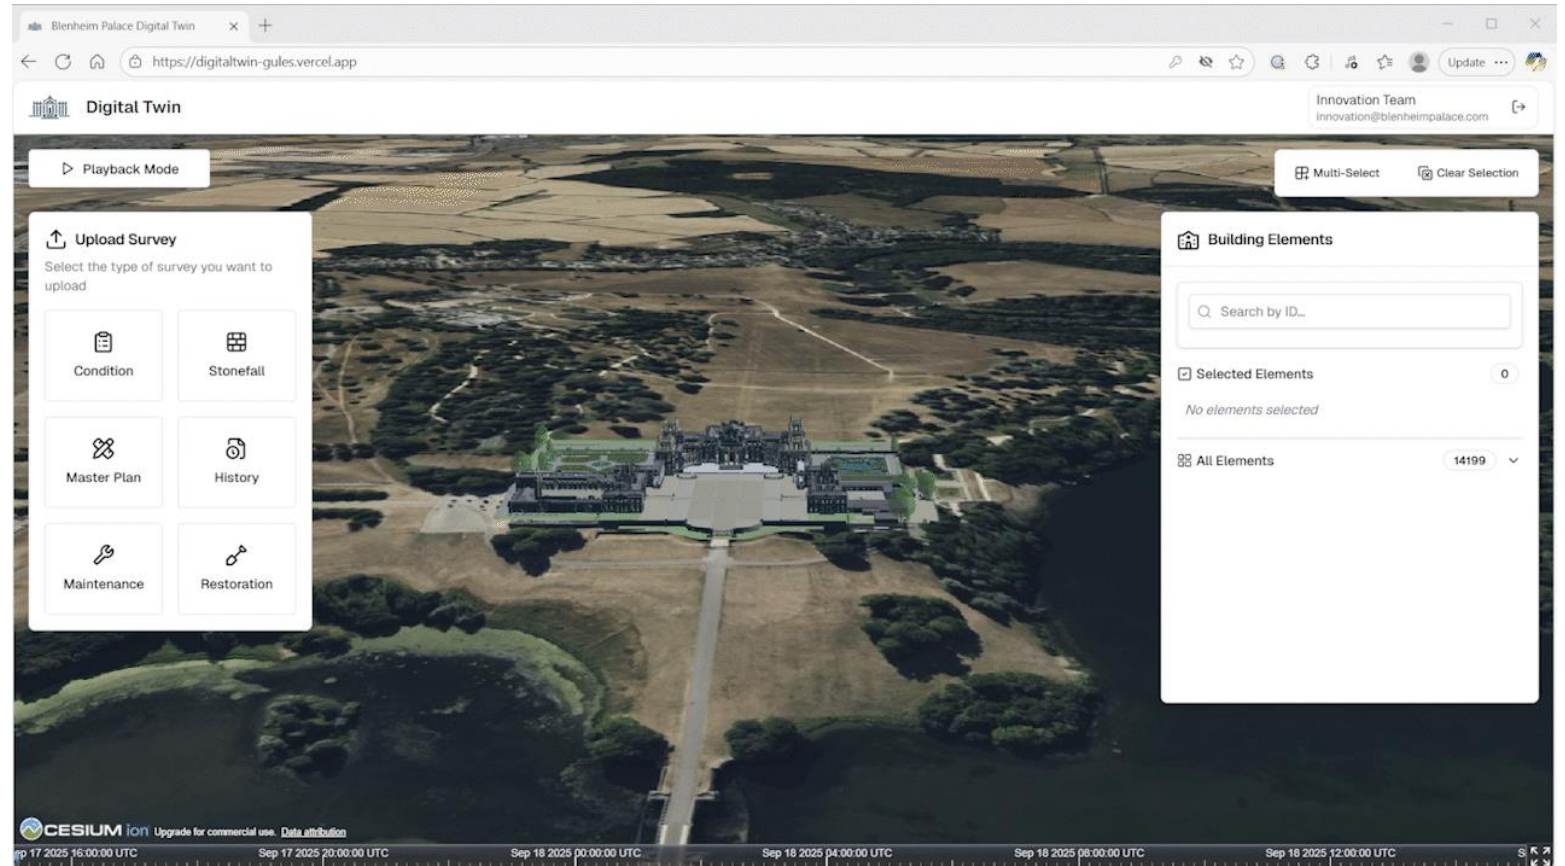 Blenheim Palace Digital Twin
https://digitaltwin-gules.vercel.app
Update
Digital Twin
Innovation Team
innovation@blenheimpalace.com
Playback Mode
Multi-Select
Clear Selection
Upload Survey
Select the type of survey you want to
upload
Condition
Stonefall
Master Plan
History
Maintenance
Restoration
Building Elements
Search by ID...
Selected Elements
0
No elements selected
All Elements
14199
CESIUM ion Upgrade for commercial use. Data attribution
ep 17 2025 16:00:00 UTC
Sep 17 2025 20:00:00 UTC
Sep 18 2025 00:00:00 UTC
Sep 18 2025 04:00:00 UTC
Sep 18 2025 08:00:00 UTC
Sep 18 2025 12:00:00 UTC
S